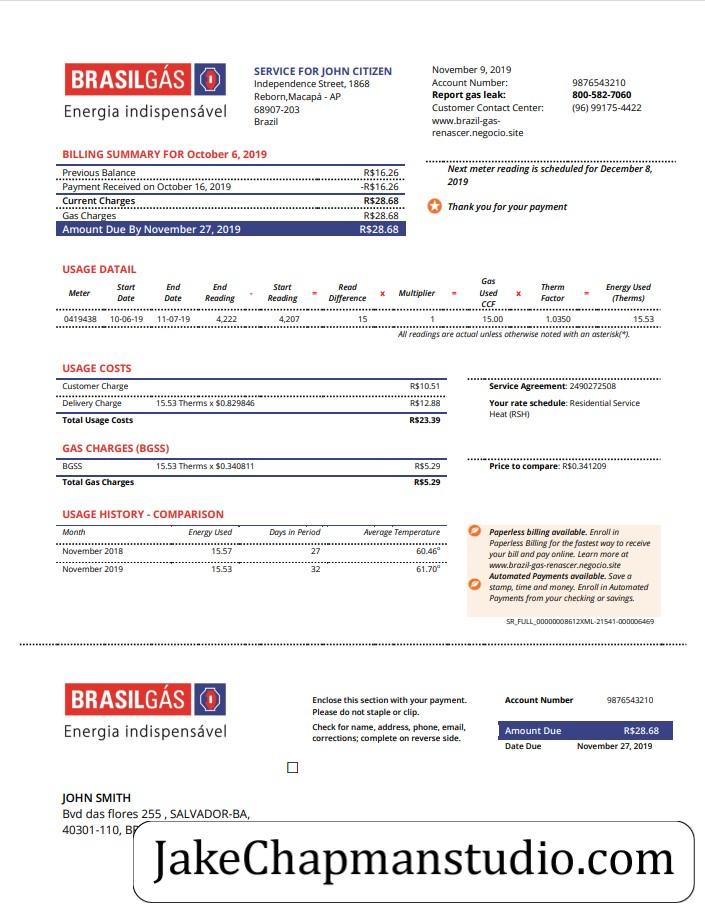 BRASILGÁS
Energia indispensável
SERVICE FOR JOHN CITIZEN
Independence Street, 1868
Reborn,Macapá - AP
68907-203
Brazil
November 9, 2019
Account Number: 9876543210
Report gas leak: 800-582-7060
Customer Contact Center: (96) 99175-4422
www.brazil-gas-
renascer.negocio.site
BILLING SUMMARY FOR October 6, 2019
Previous Balance R$16.26
Payment Received on October 16, 2019 -R$16.26
Current Charges R$28.68
Gas Charges R$28.68
Amount Due By November 27, 2019 R$28.68
Next meter reading is scheduled for December 8,
2019
Thank you for your payment
USAGE DATAIL
Meter Start Date End Date End Reading - Start Reading = Read Difference x Multiplier = Gas Used CCF x Therm Factor = Energy Used (Therms)
0419438 10-06-19 11-07-19 4,222 4,207 15 1 15.00 1.0350 15.53
All readings are actual unless otherwise noted with an asterisk(*).
USAGE COSTS
Customer Charge R$10.51
Delivery Charge 15.53 Therms x $0.829846 R$12.88
Total Usage Costs R$23.39
Service Agreement: 2490272508
Your rate schedule: Residential Service
Heat (RSH)
GAS CHARGES (BGSS)
BGSS 15.53 Therms x $0.340811 R$5.29
Total Gas Charges R$5.29
Price to compare: R$0.341209
USAGE HISTORY - COMPARISON
Month Energy Used Days in Period Average Temperature
November 2018 15.57 27 60.46°
November 2019 15.53 32 61.70°
Paperless billing available. Enroll in
Paperless Billing for the fastest way to receive
your bill and pay online. Learn more at
www.brazil-gas-renascer.negocio.site
Automated Payments available. Save a
stamp, time and money. Enroll in Automated
Payments from your checking or savings.
SR_FULL_00000008612XML-21541-000006469
BRASILGÁS
Energia indispensável
Enclose this section with your payment.
Please do not staple or clip.
Check for name, address, phone, email,
corrections; complete on reverse side.
Account Number 9876543210
Amount Due R$28.68
Date Due November 27, 2019
JOHN SMITH
Bvd das flores 255 , SALVADOR-BA,
40301-110,
JakeChapmanstudio.com